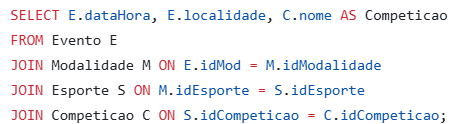 SELECT E.dataHora, E.localidade, C.nome AS Competicao
FROM Evento E
JOIN Modalidade M ON E.idMod = M.idModalidade
JOIN Esporte S ON M.idEsporte = S.idEsporte
JOIN Competicao C ON S.idCompeticao = C.idCompeticao;